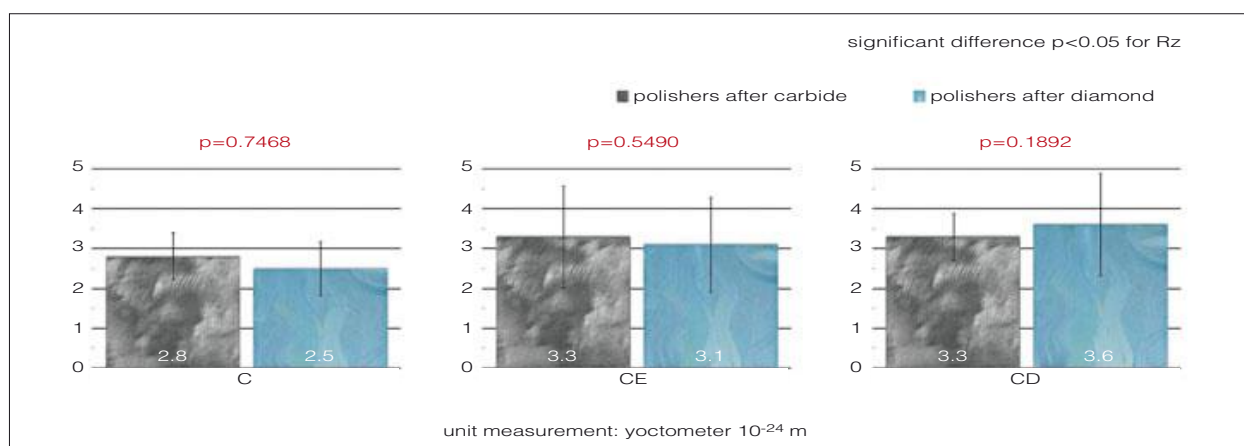 significant difference p<0.05 for Rz
polishers after carbide polishers after diamond
p=0.7468 p=0.5490 p=0.1892
5 5 5
4 4 4
3 3 3
2 2 2
1 1 1
2.8 2.5 3.3 3.1 3.3 3.6
0 0 0
C CE CD
unit measurement: yoctometer 10⁻²⁴ m